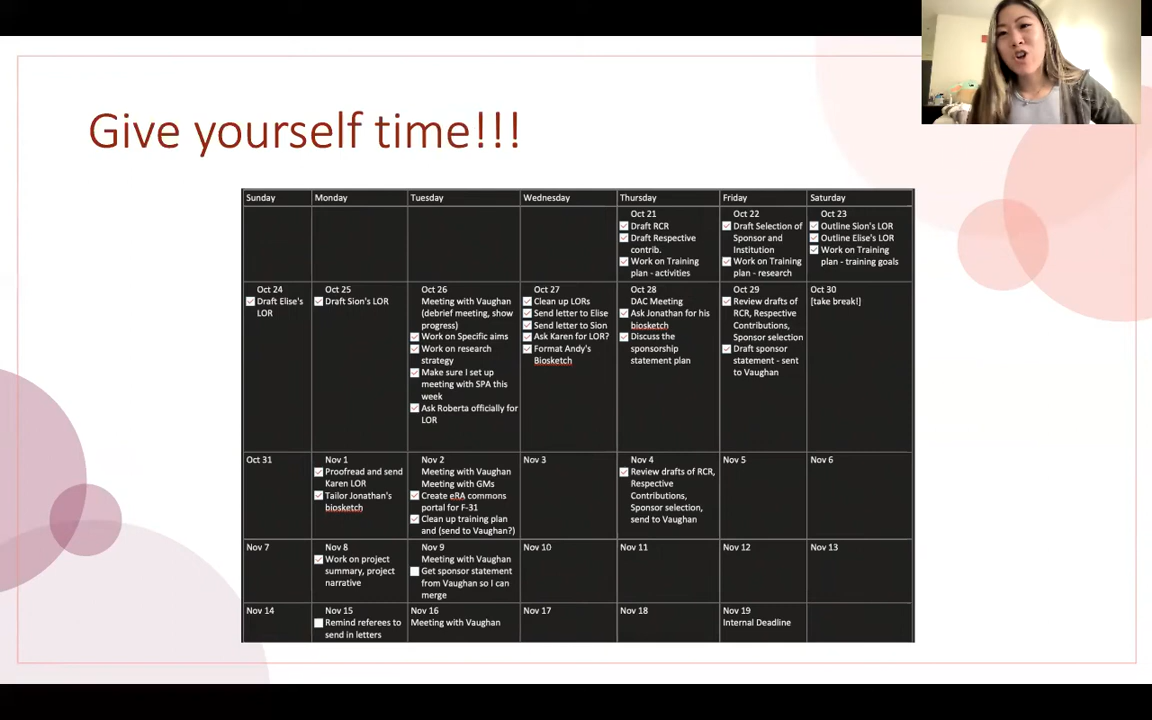 Give yourself time!!!
Sunday
Monday
Tuesday
Wednesday
Thursday
Friday
Saturday
Oct 21
Draft RCR
Draft Respective
contrib.
Work on Training
plan - activities
Oct 22
Draft Selection of
Sponsor and
Institution
Work on Training
plan - research
Oct 23
Outline Sion's LOR
Outline Elise's LOR
Work on Training
plan - training goals
Oct 24
Draft Elise's
LOR
Oct 25
Draft Sion's LOR
Oct 26
Meeting with Vaughan
(debrief meeting, show
progress)
Work on Specific aims
Work on research
strategy
Make sure I set up
meeting with SPA this
week
Ask Roberta officially for
LOR
Oct 27
Clean up LORs
Send letter to Elise
Send letter to Sion
Ask Karen for LOR?
Format Andy's
Biosketch
Oct 28
DAC Meeting
Ask Jonathan for his
biosketch
Discuss the
sponsorship
statement plan
Oct 29
Review drafts of
RCR, Respective
Contributions,
Sponsor selection
Draft sponsor
statement - sent
to Vaughan
Oct 30
[take break!]
Oct 31
Nov 1
Proofread and send
Karen LOR
Tailor Jonathan's
biosketch
Nov 2
Meeting with Vaughan
Meeting with GMs
Create eRA commons
portal for F-31
Clean up training plan
and (send to Vaughan?)
Nov 3
Nov 4
Review drafts of RCR,
Respective
Contributions,
Sponsor selection,
send to Vaughan
Nov 5
Nov 6
Nov 7
Nov 8
Work on project
summary, project
narrative
Nov 9
Meeting with Vaughan
Get sponsor statement
from Vaughan so I can
merge
Nov 10
Nov 11
Nov 12
Nov 13
Nov 14
Nov 15
Remind referees to
send in letters
Nov 16
Meeting with Vaughan
Nov 17
Nov 18
Nov 19
Internal Deadline